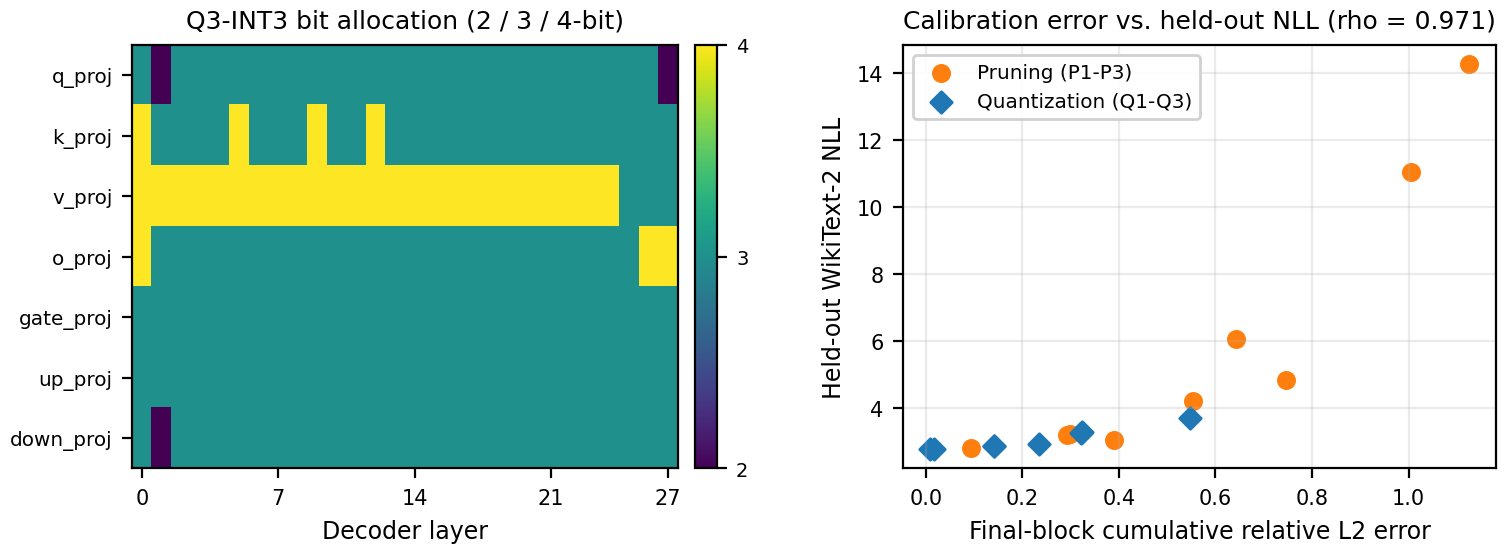 Q3-INT3 bit allocation (2 / 3 / 4-bit)
q_proj
k_proj
v_proj
o_proj
gate_proj
up_proj
down_proj
0 7 14 21 27
Decoder layer
4
3
2
Calibration error vs. held-out NLL (rho = 0.971)
Pruning (P1-P3)
Quantization (Q1-Q3)
Held-out WikiText-2 NLL
14
12
10
8
6
4
0.0 0.2 0.4 0.6 0.8 1.0
Final-block cumulative relative L2 error